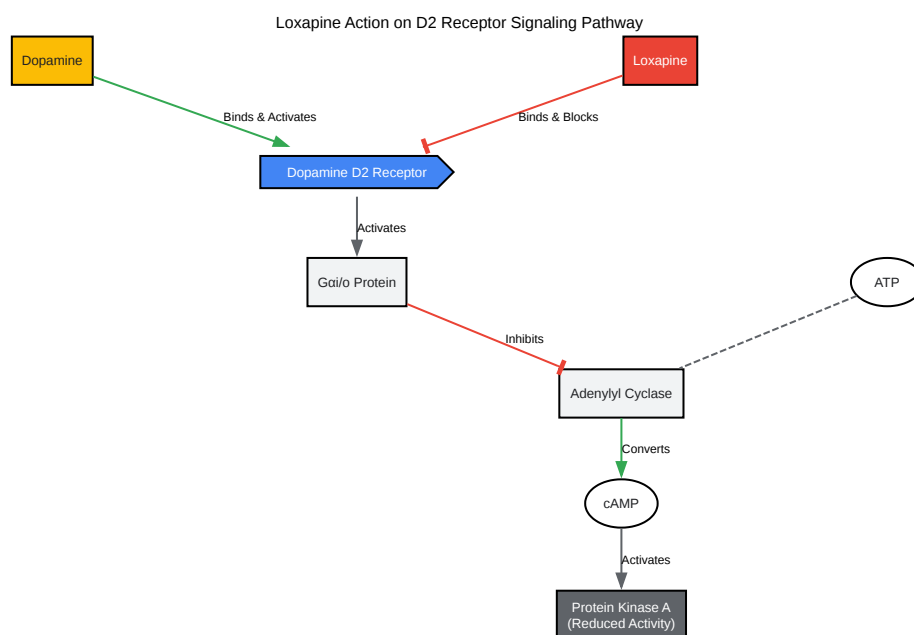 Loxapine Action on D2 Receptor Signaling Pathway
Dopamine
Loxapine
Binds & Activates
Binds & Blocks
Dopamine D2 Receptor
Activates
Gαi/o Protein
ATP
Inhibits
Adenylyl Cyclase
Converts
cAMP
Activates
Protein Kinase A
(Reduced Activity)